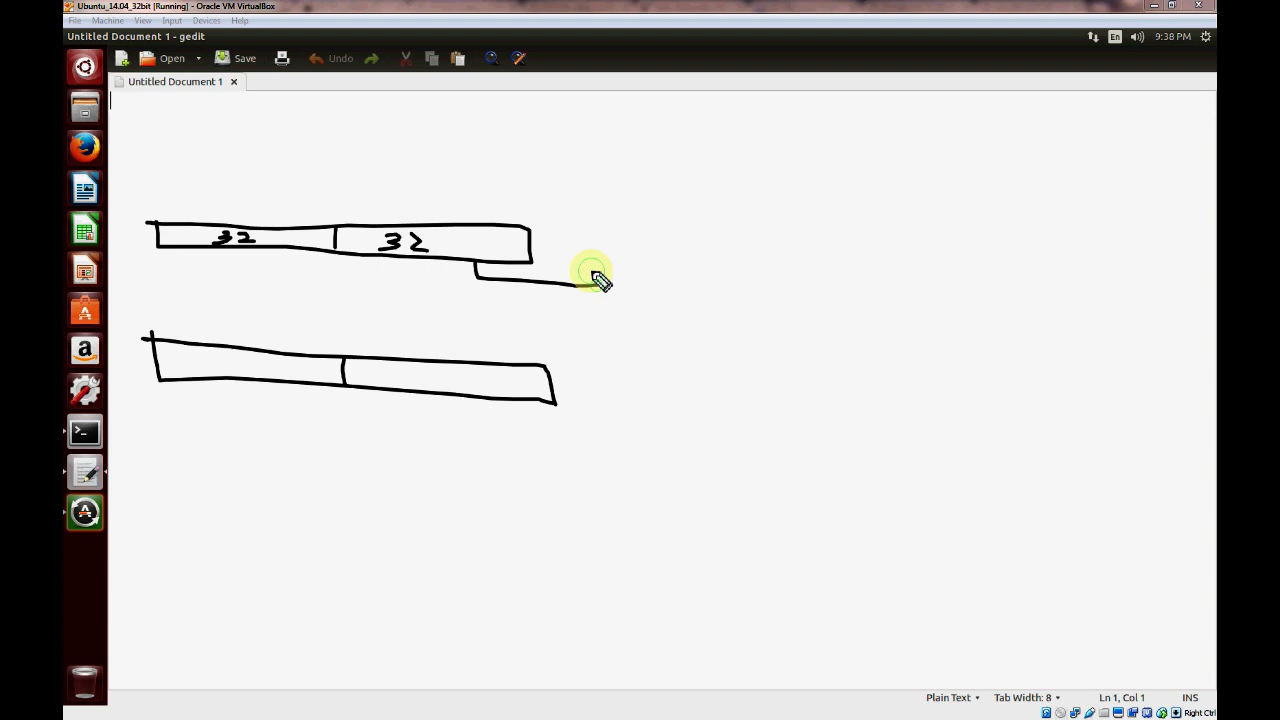 Ubuntu_14.04_32bit [Running] - Oracle VM VirtualBox
File Machine View Input Devices Help
Untitled Document 1 - gedit
En 9:38 PM
Open Save Undo
Untitled Document 1
32 32
Plain Text Tab Width: 8 Ln 1, Col 1 INS
Right Ctrl